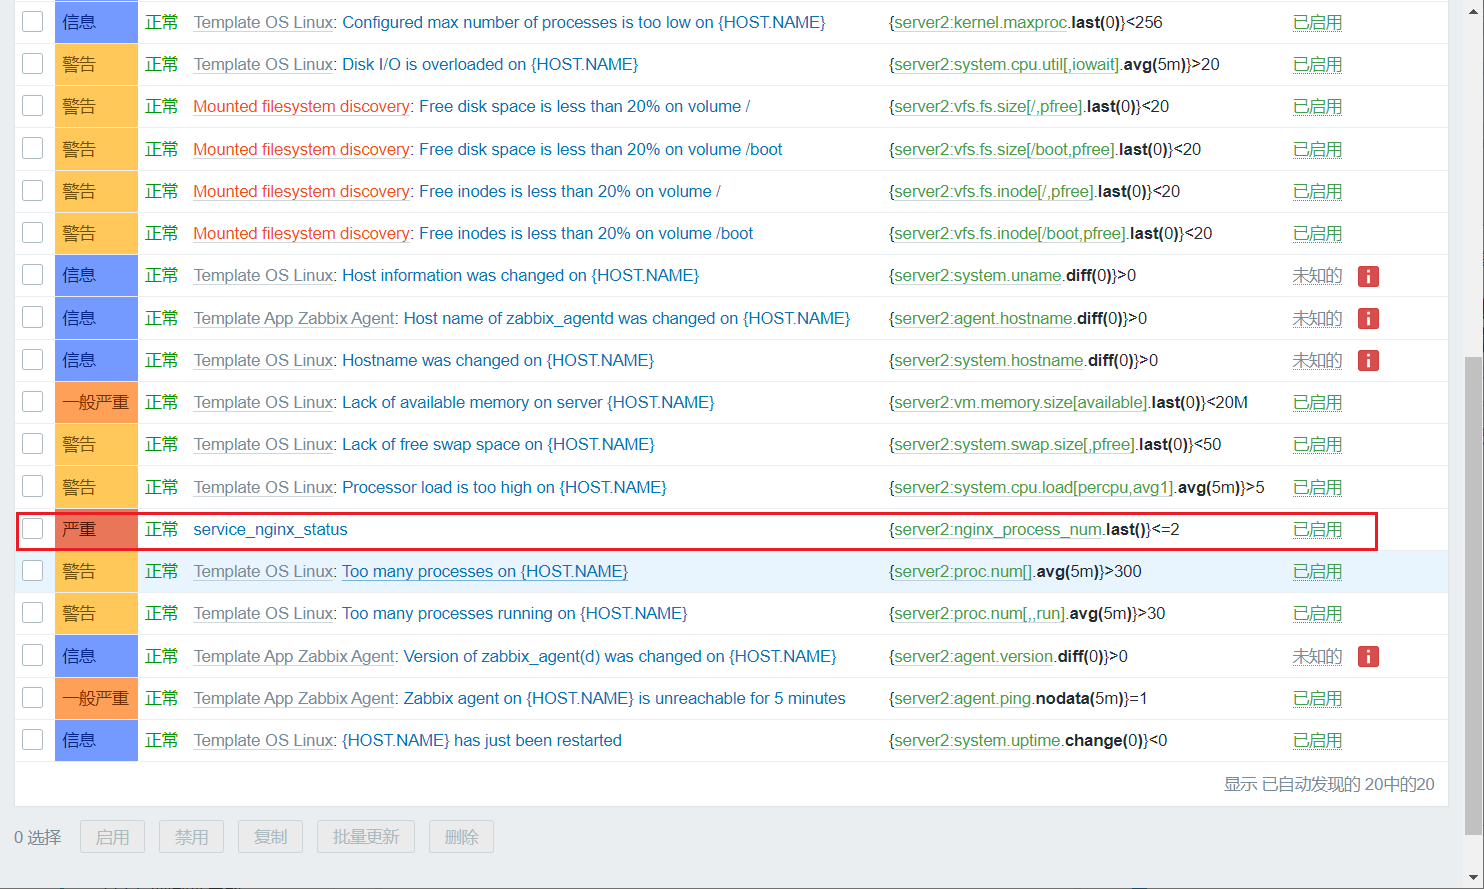 信息 正常 Template OS Linux: Configured max number of processes is too low on {HOST.NAME} {server2:kernel.maxproc.last(0)}<256 已启用
警告 正常 Template OS Linux: Disk I/O is overloaded on {HOST.NAME} {server2:system.cpu.util[,iowait].avg(5m)}>20 已启用
警告 正常 Mounted filesystem discovery: Free disk space is less than 20% on volume / {server2:vfs.fs.size[/,pfree].last(0)}<20 已启用
警告 正常 Mounted filesystem discovery: Free disk space is less than 20% on volume /boot {server2:vfs.fs.size[/boot,pfree].last(0)}<20 已启用
警告 正常 Mounted filesystem discovery: Free inodes is less than 20% on volume / {server2:vfs.fs.inode[/,pfree].last(0)}<20 已启用
警告 正常 Mounted filesystem discovery: Free inodes is less than 20% on volume /boot {server2:vfs.fs.inode[/boot,pfree].last(0)}<20 已启用
信息 正常 Template OS Linux: Host information was changed on {HOST.NAME} {server2:system.uname.diff(0)}>0 未知的 i
信息 正常 Template App Zabbix Agent: Host name of zabbix_agentd was changed on {HOST.NAME} {server2:agent.hostname.diff(0)}>0 未知的 i
信息 正常 Template OS Linux: Hostname was changed on {HOST.NAME} {server2:system.hostname.diff(0)}>0 未知的 i
一般严重 正常 Template OS Linux: Lack of available memory on server {HOST.NAME} {server2:vm.memory.size[available].last(0)}<20M 已启用
警告 正常 Template OS Linux: Lack of free swap space on {HOST.NAME} {server2:system.swap.size[,pfree].last(0)}<50 已启用
警告 正常 Template OS Linux: Processor load is too high on {HOST.NAME} {server2:system.cpu.load[percpu,avg1].avg(5m)}>5 已启用
严重 正常 service_nginx_status {server2:nginx_process_num.last()}<=2 已启用
警告 正常 Template OS Linux: Too many processes on {HOST.NAME} {server2:proc.num[].avg(5m)}>300 已启用
警告 正常 Template OS Linux: Too many processes running on {HOST.NAME} {server2:proc.num[,,run].avg(5m)}>30 已启用
信息 正常 Template App Zabbix Agent: Version of zabbix_agent(d) was changed on {HOST.NAME} {server2:agent.version.diff(0)}>0 未知的 i
一般严重 正常 Template App Zabbix Agent: Zabbix agent on {HOST.NAME} is unreachable for 5 minutes {server2:agent.ping.nodata(5m)}=1 已启用
信息 正常 Template OS Linux: {HOST.NAME} has just been restarted {server2:system.uptime.change(0)}<0 已启用
显示 已自动发现的 20中的20
0 选择 启用 禁用 复制 批量更新 删除